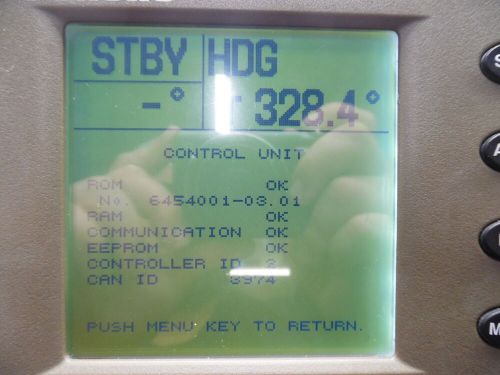 STBY HDG
-° 328.4°
CONTROL UNIT
ROM OK
No. 6454001-03.01
RAM OK
COMMUNICATION OK
EEPROM OK
CONTROLLER ID
CAN ID 3974
PUSH MENU KEY TO RETURN.